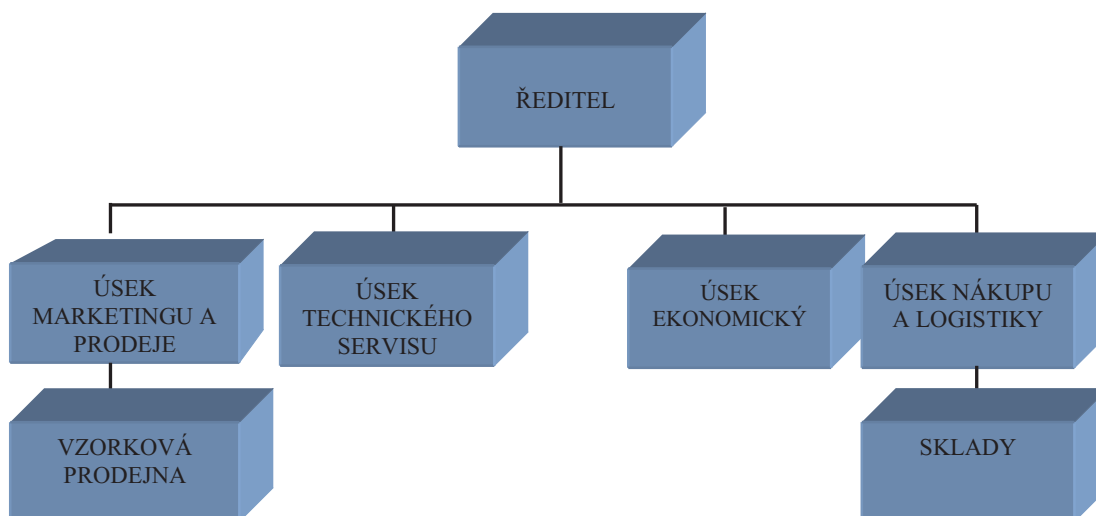 ŘEDITEL
ÚSEK
MARKETINGU A
PRODEJE
ÚSEK
TECHNICKÉHO
SERVISU
ÚSEK
EKONOMICKÝ
ÚSEK NÁKUPU
A LOGISTIKY
VZORKOVÁ
PRODEJNA
SKLADY